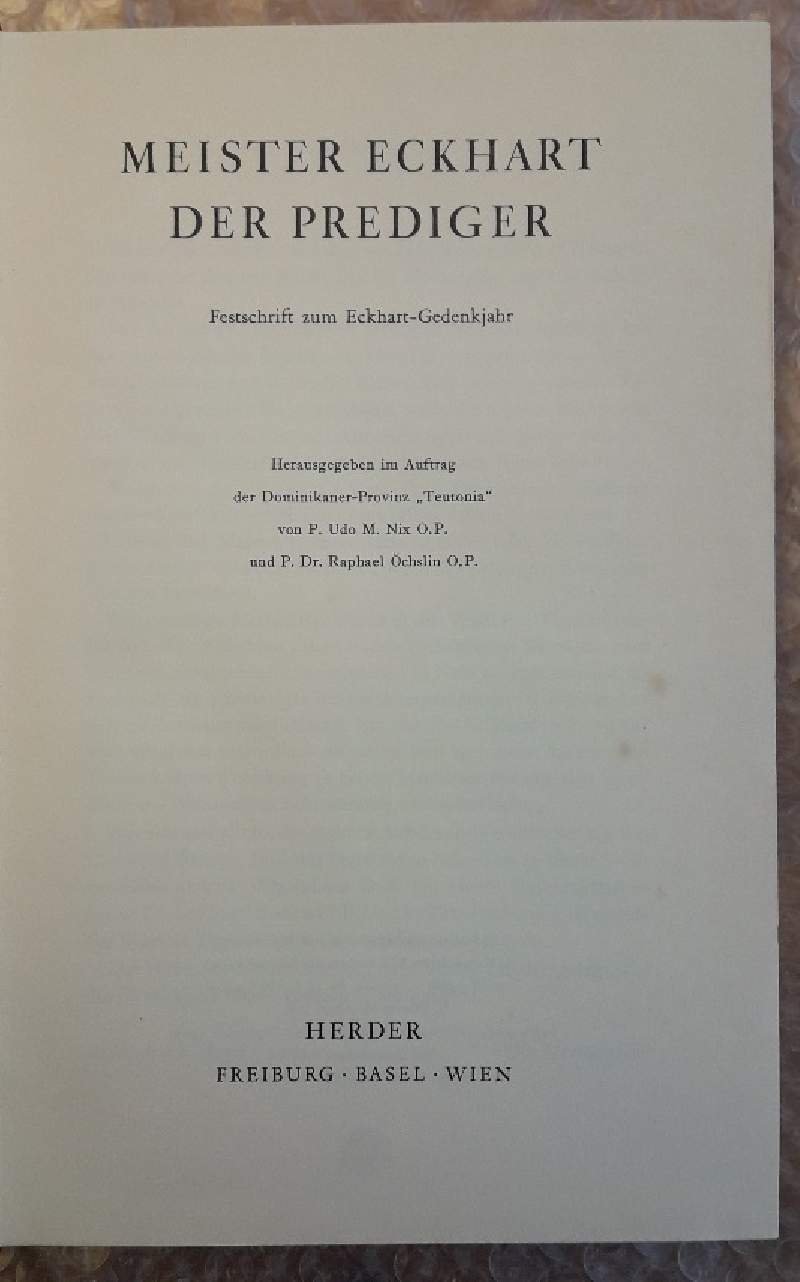 MEISTER ECKHART
DER PREDIGER
Festschrift zum Eckhart-Gedenkjahr
Herausgegeben im Auftrag
der Dominikaner-Provinz „Teutonia“
von P. Udo M. Nix O.P.
und P. Dr. Raphael Öchslin O.P.
HERDER
FREIBURG · BASEL · WIEN